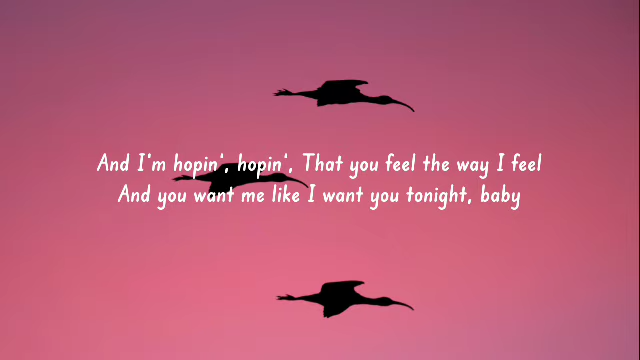 And I'm hopin', hopin', That you feel the way I feel
And you want me like I want you tonight, baby